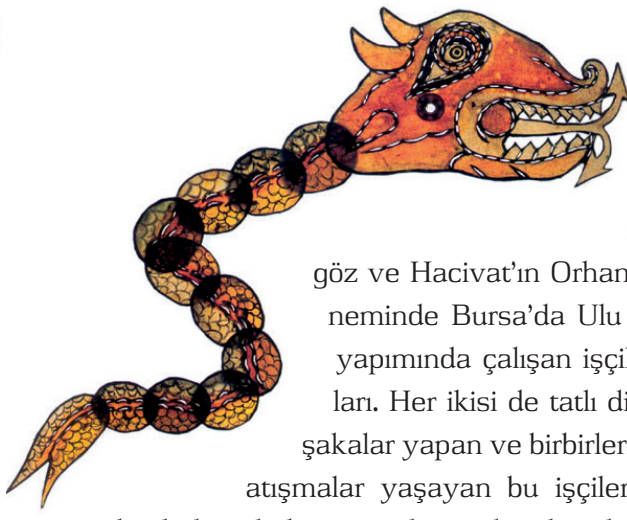 göz ve Hacivat’ın Orhan
neminde Bursa’da Ulu
yapımında çalışan işçi
ları. Her ikisi de tatlı di
şakalar yapan ve birbirler
atışmalar yaşayan bu işçiler